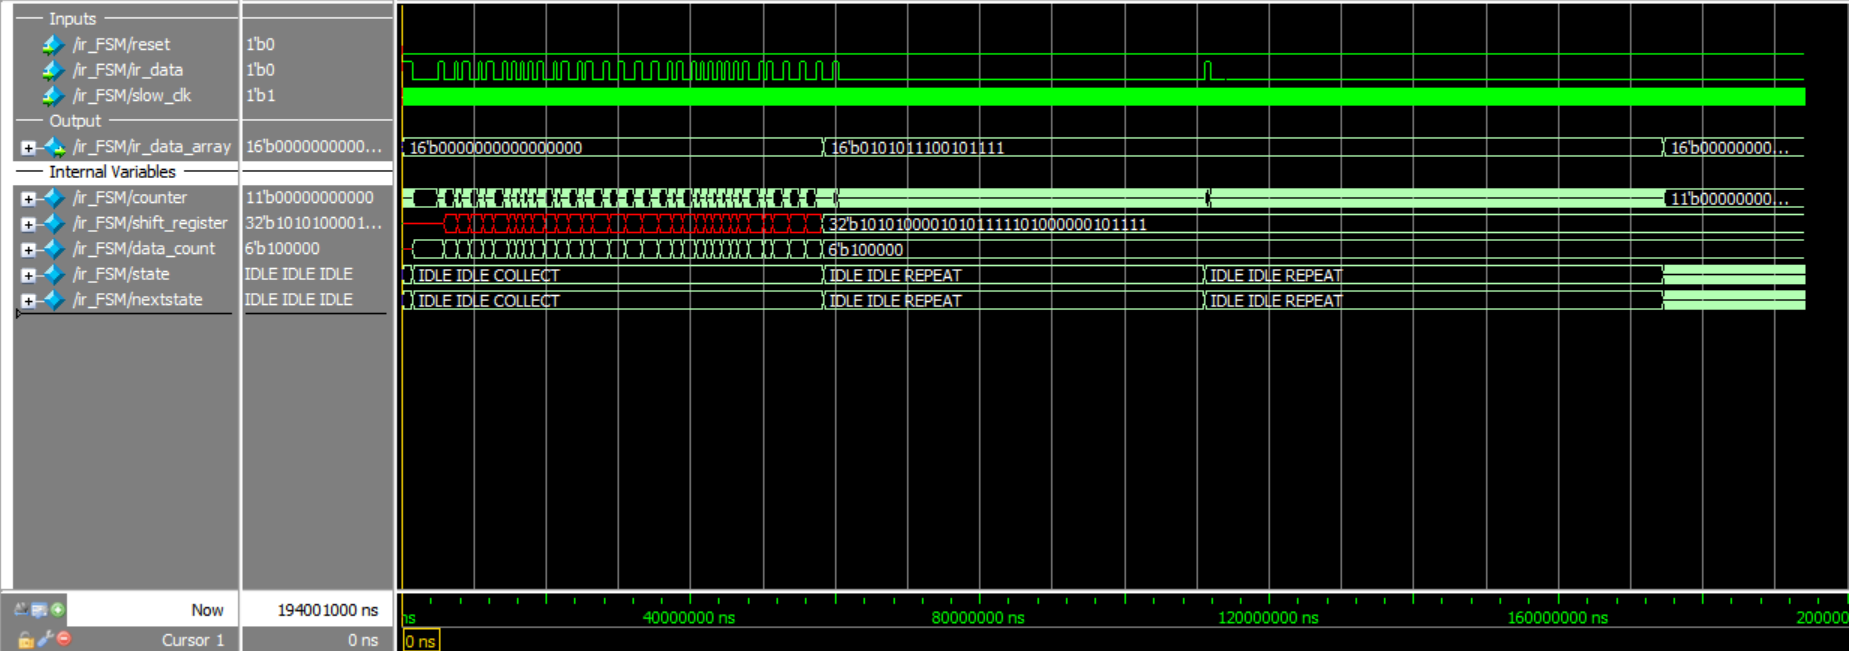 Inputs
/ir_FSM/reset 1'b0
/ir_FSM/ir_data 1'b0
/ir_FSM/slow_clk 1'b1
Output
/ir_FSM/ir_data_array 16'b0000000000... 16'b0000000000000000 16'b0101011100101111 16'b00000000...
Internal Variables
/ir_FSM/counter 11'b00000000000 11'b00000000...
/ir_FSM/shift_register 32'b1010100001... 32'b10101000010101111101000000101111
/ir_FSM/data_count 6'b100000 6'b100000
/ir_FSM/state IDLE IDLE IDLE IDLE IDLE COLLECT IDLE IDLE REPEAT IDLE IDLE REPEAT
/ir_FSM/nextstate IDLE IDLE IDLE IDLE IDLE COLLECT IDLE IDLE REPEAT IDLE IDLE REPEAT
Now 194001000 ns ns 40000000 ns 80000000 ns 120000000 ns 160000000 ns 200000
Cursor 1 0 ns 0 ns